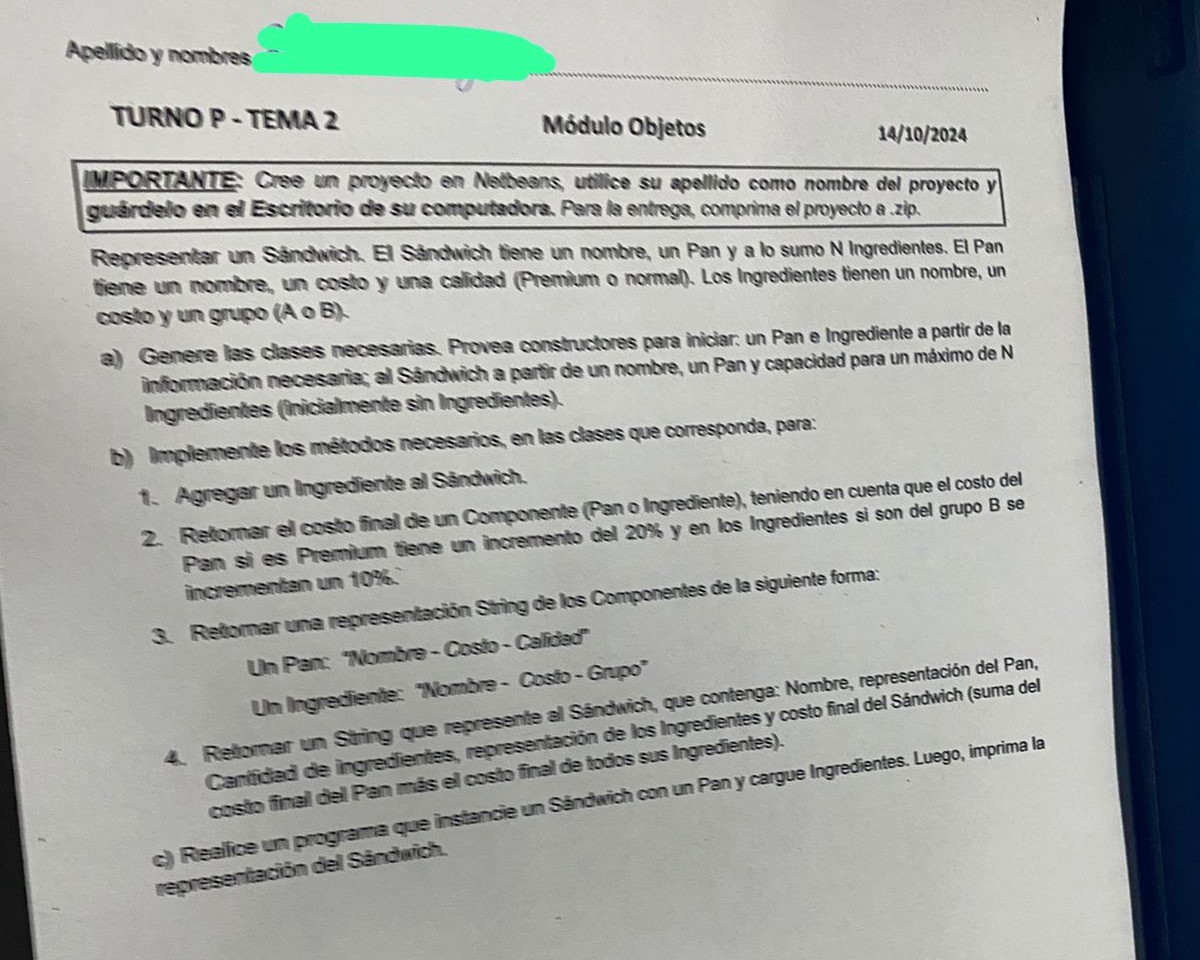 Apellido y nombres
TURNO P - TEMA 2 Módulo Objetos 14/10/2024
IMPORTANTE: Cree un proyecto en Netbeans, utilice su apellido como nombre del proyecto y
guárdelo en el Escritorio de su computadora. Para la entrega, comprima el proyecto a .zip.
Representar un Sándwich. El Sándwich tiene un nombre, un Pan y a lo sumo N Ingredientes. El Pan
tiene un nombre, un costo y una calidad (Premium o normal). Los Ingredientes tienen un nombre, un
costo y un grupo (A o B).
a) Genere las clases necesarias. Provea constructores para iniciar: un Pan e Ingrediente a partir de la
información necesaria; al Sándwich a partir de un nombre, un Pan y capacidad para un máximo de N
Ingredientes (inicialmente sin Ingredientes).
b) Implemente los métodos necesarios, en las clases que corresponda, para:
1. Agregar un Ingrediente al Sándwich.
2. Retornar el costo final de un Componente (Pan o Ingrediente), teniendo en cuenta que el costo del
Pan si es Premium tiene un incremento del 20% y en los Ingredientes si son del grupo B se
incrementan un 10%.
3. Retornar una representación String de los Componentes de la siguiente forma:
Un Pan: "Nombre - Costo - Calidad"
Un Ingrediente: "Nombre - Costo - Grupo"
4. Retornar un String que represente al Sándwich, que contenga: Nombre, representación del Pan,
Cantidad de ingredientes, representación de los Ingredientes y costo final del Sándwich (suma del
costo final del Pan más el costo final de todos sus Ingredientes).
c) Realice un programa que instancie un Sándwich con un Pan y cargue Ingredientes. Luego, imprima la
representación del Sándwich.